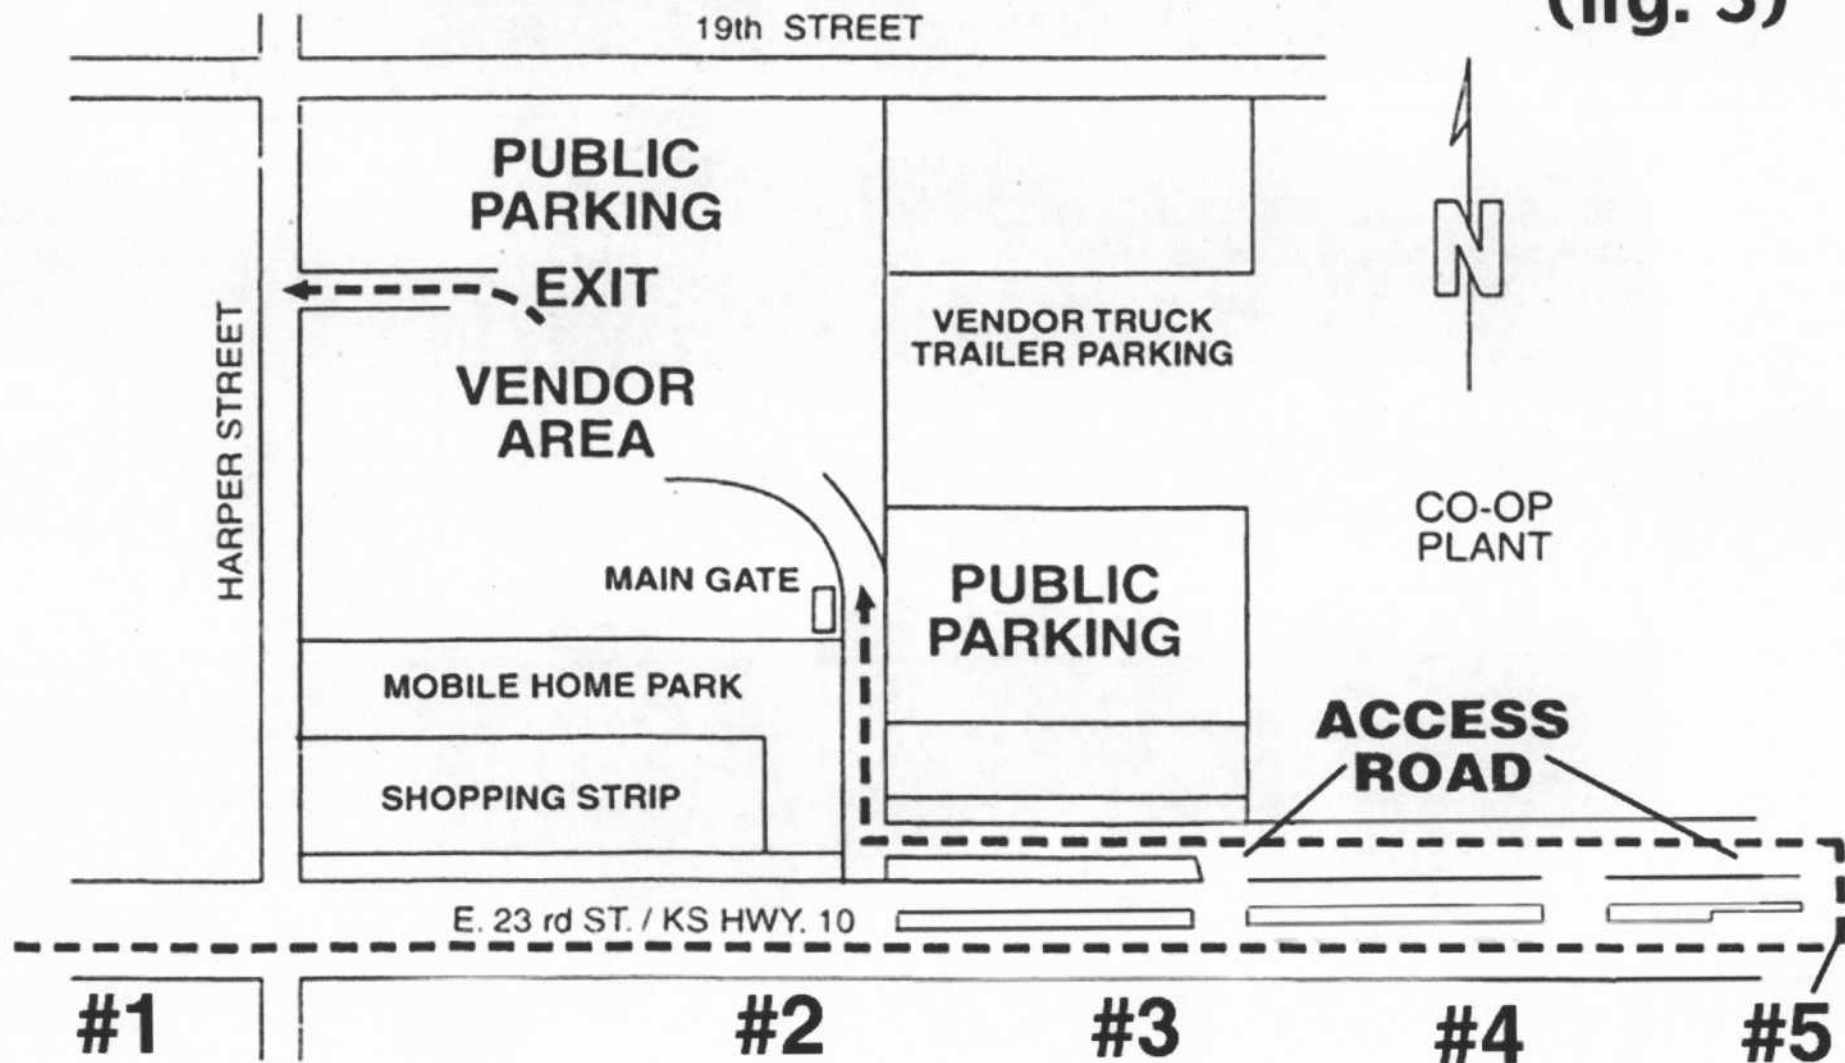 (fig. 3)
19th STREET
PUBLIC
PARKING
EXIT
N
HARPER STREET
VENDOR TRUCK
TRAILER PARKING
VENDOR
AREA
CO-OP
PLANT
MAIN GATE
PUBLIC
PARKING
MOBILE HOME PARK
ACCESS
ROAD
SHOPPING STRIP
E. 23 rd ST. / KS HWY. 10
#1 #2 #3 #4 #5